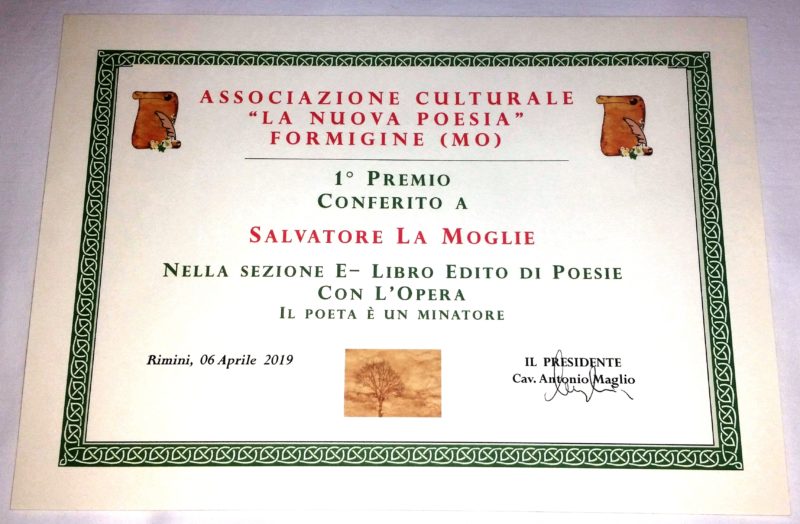 ASSOCIAZIONE CULTURALE
"LA NUOVA POESIA"
FORMIGINE (MO)
1° PREMIO
CONFERITO A
SALVATORE LA MOGLIE
NELLA SEZIONE E- LIBRO EDITO DI POESIE
CON L'OPERA
IL POETA È UN MINATORE
Rimini, 06 Aprile 2019
IL PRESIDENTE
Cav. Antonio Maglio